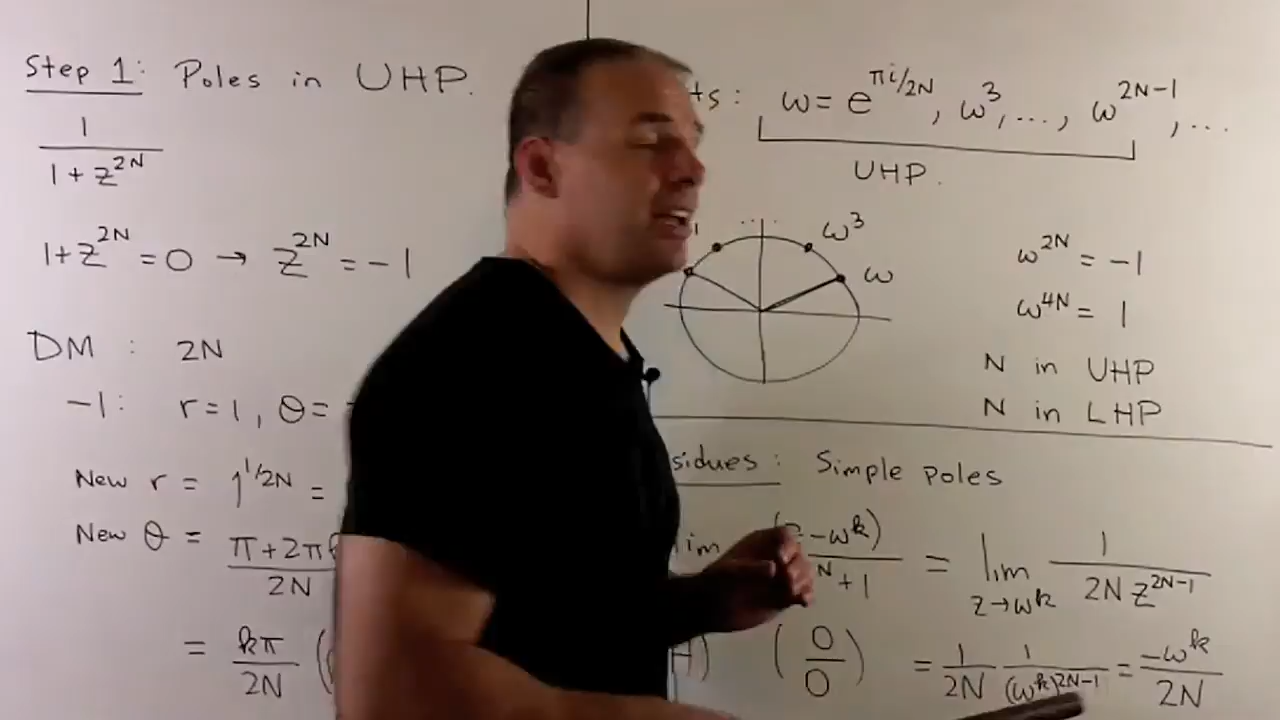 Step 1: Poles in UHP.
1
1 + z^{2N}
1 + z^{2N} = 0 → z^{2N} = -1
DM : 2N
-1: r = 1, θ =
New r = 1^{1/2N} =
New θ = π + 2π
2N
= kπ
2N
ts: ω = e^{πi/2N}, ω^3, ..., ω^{2N-1}, ...
UHP.
....
ω^3
ω
ω^{2N} = -1
ω^{4N} = 1
N in UHP
N in LHP
sidues: Simple poles
im (z - ω^k) / ^N + 1 = lim z→ω^k 1 / 2N z^{2N-1}
H) (0/0) = 1/2N 1/(ω^k)^{2N-1} = -ω^k / 2N